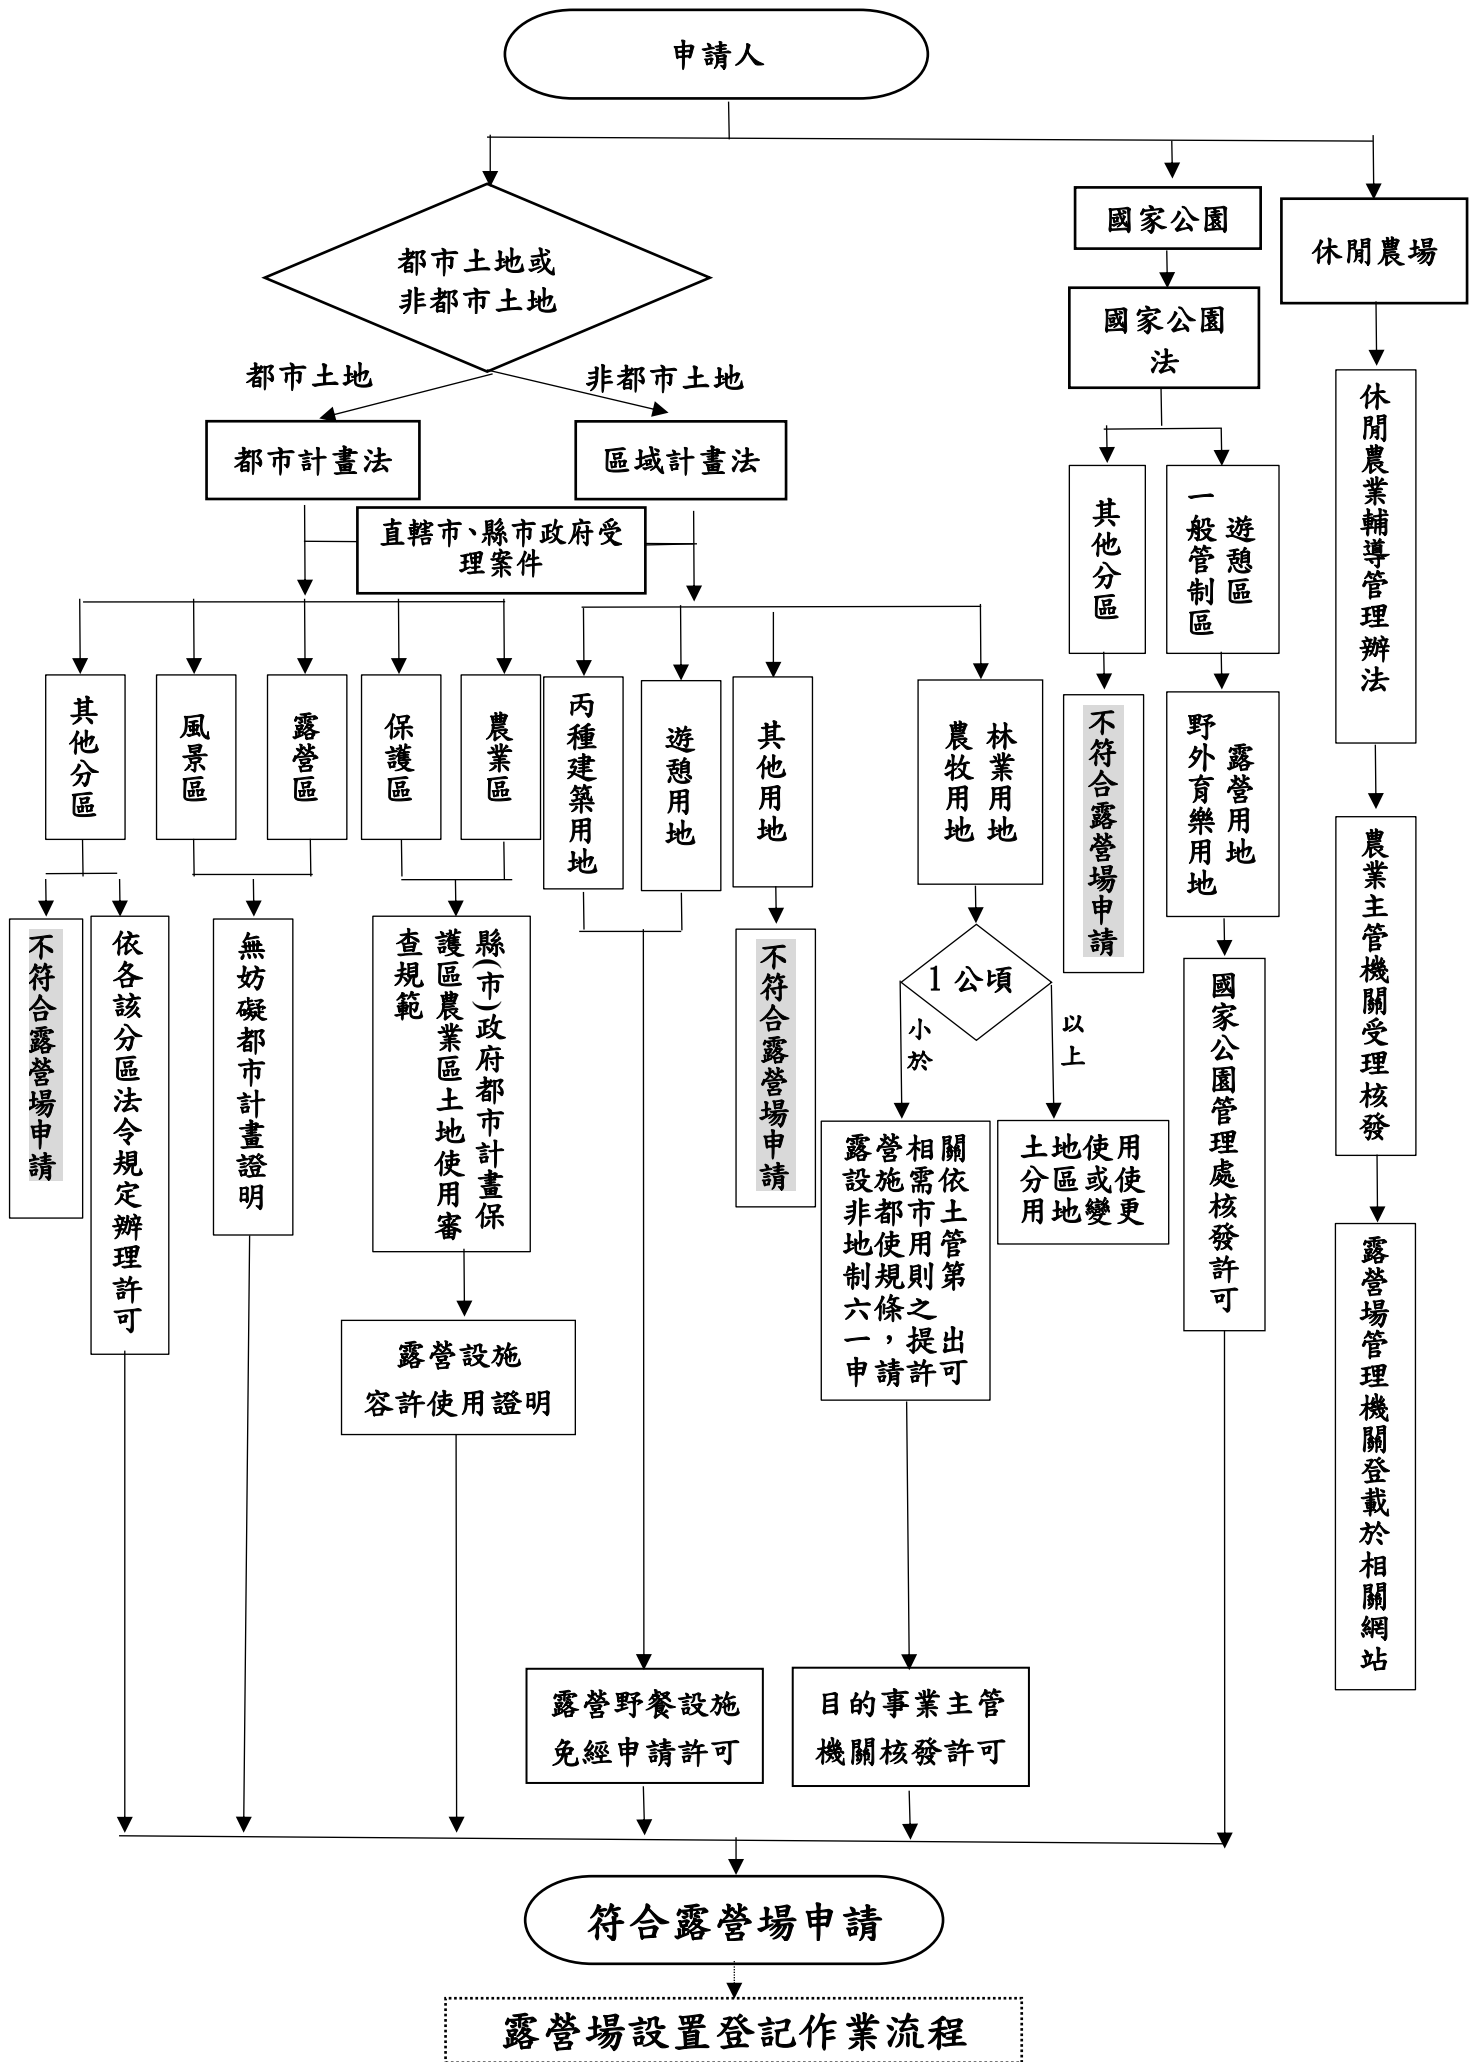 申請人
都市土地或
非都市土地
國家公園
休閒農場
國家公園
法
都市土地
非都市土地
都市計畫法
區域計畫法
直轄市、縣市政府受
理案件
其他分區
遊憩區
一般管制區
休閒農業輔導管理辦法
其他分區
風景區
露營區
保護區
農業區
丙種建築用地
遊憩用地
其他用地
林業用地
農牧用地
不符合露營場申請
露營用地
野外育樂用地
農業主管機關受理核發
不符合露營場申請
依各該分區法令規定辦理許可
無妨礙都市計畫證明
縣(市)政府都市計畫保
護區農業區土地使用審
查規範
不符合露營場申請
1 公頃
小於
以上
國家公園管理處核發許可
露營相關
設施需依
非都市土
地使用管
制規則第
六條之
一，提出
申請許可
土地使用
分區或使
用地變更
露營場管理機關登載於相關網站
露營設施
容許使用證明
露營野餐設施
免經申請許可
目的事業主管
機關核發許可
符合露營場申請
露營場設置登記作業流程